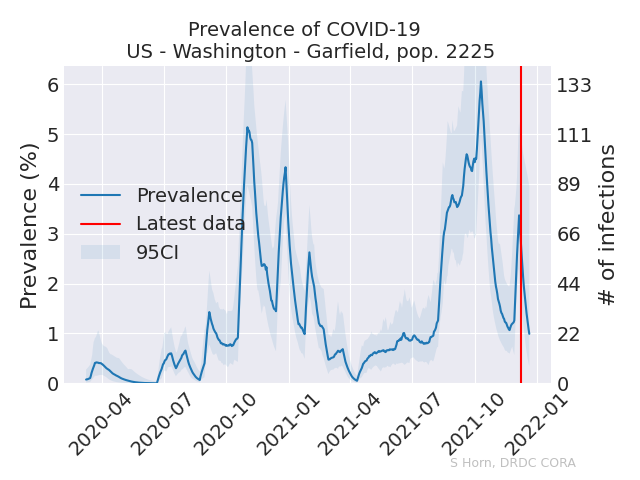 Prevalence of COVID-19
US - Washington - Garfield, pop. 2225
Prevalence (%)
6
5
4
3
2
1
0
Prevalence
Latest data
95CI
133
111
89
66
44
22
0
# of infections
2020-04
2020-07
2020-10
2021-01
2021-04
2021-07
2021-10
2022-01
S Horn, DRDC CORA